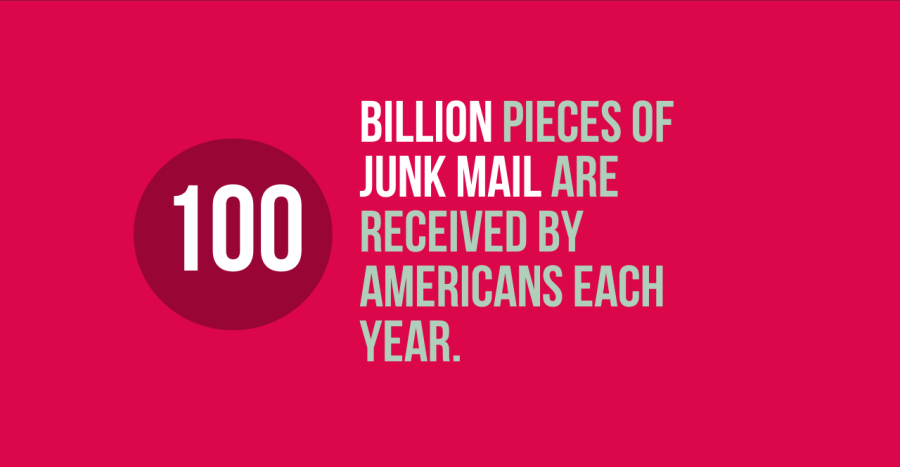 100
BILLION PIECES OF
JUNK MAIL ARE
RECEIVED BY
AMERICANS EACH
YEAR.